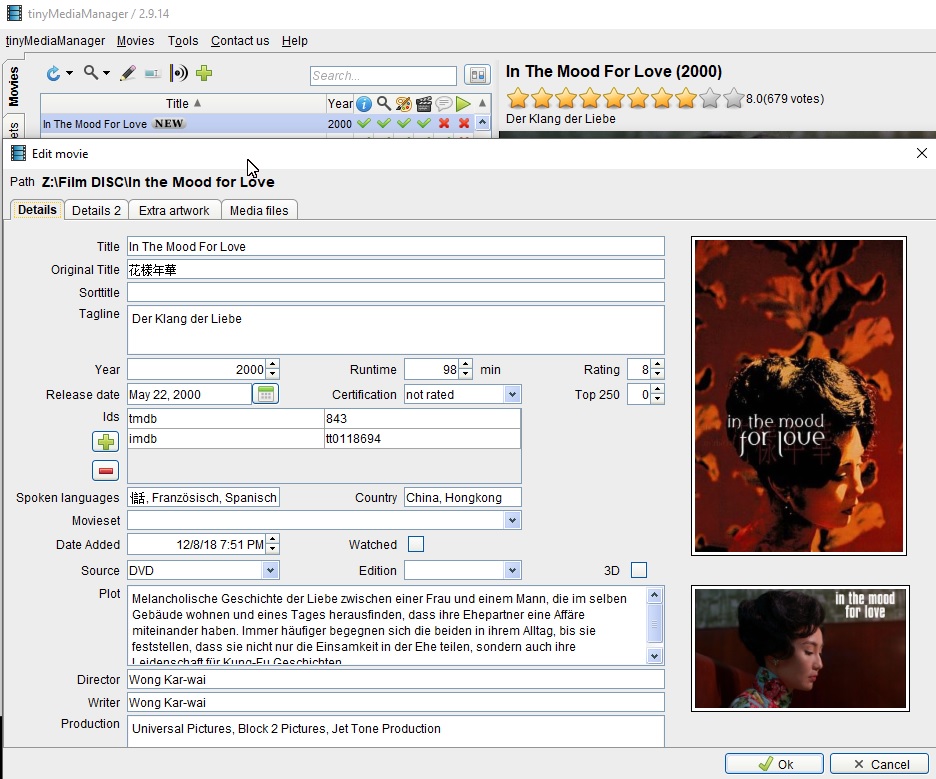 tinyMediaManager / 2.9.14
tinyMediaManager Movies Tools Contact us Help
Movies
Search...
Title Year
In The Mood For Love NEW 2000
In The Mood For Love (2000)
8.0(679 votes)
Der Klang der Liebe
Edit movie
Path Z:\Film DISC\In the Mood for Love
Details Details 2 Extra artwork Media files
Title In The Mood For Love
Original Title 花樣年華
Sorttitle
Tagline Der Klang der Liebe
Year 2000 Runtime 98 min Rating 8
Release date May 22, 2000 Certification not rated Top 250 0
Ids tmdb 843
imdb tt0118694
Spoken languages 話, Französisch, Spanisch Country China, Hongkong
Movieset
Date Added 12/8/18 7:51 PM Watched
Source DVD Edition 3D
Plot Melancholische Geschichte der Liebe zwischen einer Frau und einem Mann, die im selben
Gebäude wohnen und eines Tages herausfinden, dass ihre Ehepartner eine Affäre
miteinander haben. Immer häufiger begegnen sich die beiden in ihrem Alltag, bis sie
feststellen, dass sie nicht nur die Einsamkeit in der Ehe teilen, sondern auch ihre
Leidenschaft für Kung-Fu Geschichten
Director Wong Kar-wai
Writer Wong Kar-wai
Production Universal Pictures, Block 2 Pictures, Jet Tone Production
in the mood
for love
in the mood
for love
Ok Cancel